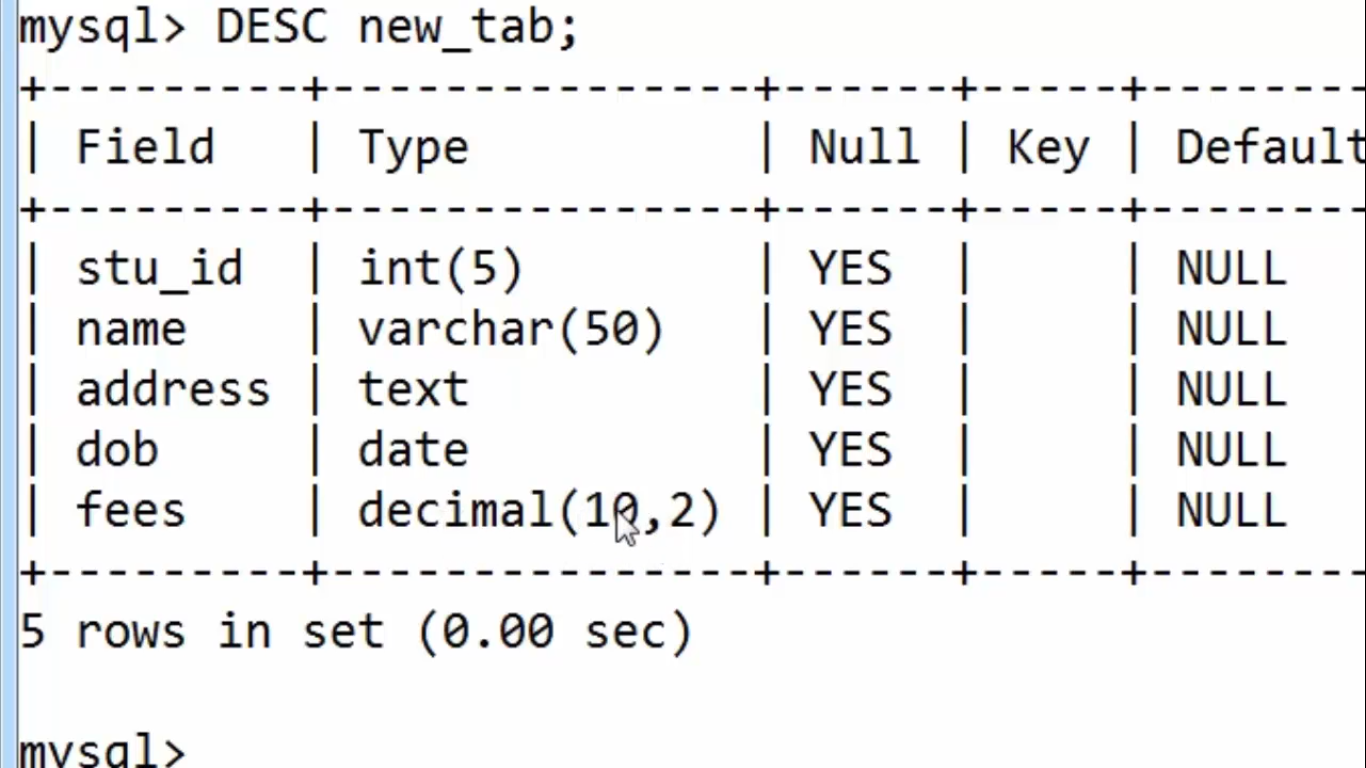 mysql> DESC new_tab;
+---------+---------------+------+-----+--------
| Field   | Type          | Null | Key | Default
+---------+---------------+------+-----+--------
| stu_id  | int(5)        | YES  |     | NULL
| name    | varchar(50)   | YES  |     | NULL
| address | text          | YES  |     | NULL
| dob     | date          | YES  |     | NULL
| fees    | decimal(10,2) | YES  |     | NULL
+---------+---------------+------+-----+--------
5 rows in set (0.00 sec)
mysql>